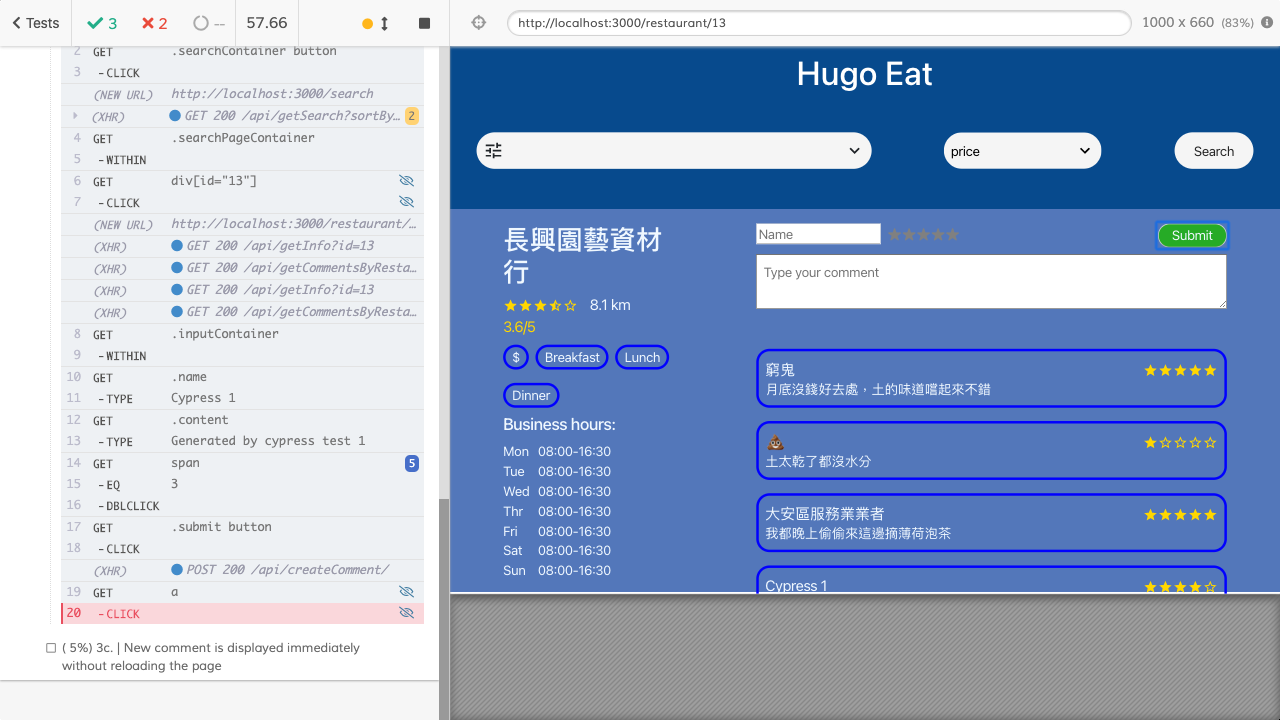 Tests
3
2
--
57.66
http://localhost:3000/restaurant/13
1000 x 660 (83%)
2 GET .searchContainer button
3 -CLICK
(NEW URL) http://localhost:3000/search
(XHR) GET 200 /api/getSearch?sortBy… 2
4 GET .searchPageContainer
5 -WITHIN
6 GET div[id="13"]
7 -CLICK
(NEW URL) http://localhost:3000/restaurant/…
(XHR) GET 200 /api/getInfo?id=13
(XHR) GET 200 /api/getCommentsByResta…
(XHR) GET 200 /api/getInfo?id=13
(XHR) GET 200 /api/getCommentsByResta…
8 GET .inputContainer
9 -WITHIN
10 GET .name
11 -TYPE Cypress 1
12 GET .content
13 -TYPE Generated by cypress test 1
14 GET span 5
15 -EQ 3
16 -DBLCLICK
17 GET .submit button
18 -CLICK
(XHR) POST 200 /api/createComment/
19 GET a
20 -CLICK
( 5%) 3c. | New comment is displayed immediately
without reloading the page
Hugo Eat
price
Search
長興園藝資材
行
8.1 km
3.6/5
$ Breakfast Lunch
Dinner
Business hours:
Mon 08:00-16:30
Tue 08:00-16:30
Wed 08:00-16:30
Thr 08:00-16:30
Fri 08:00-16:30
Sat 08:00-16:30
Sun 08:00-16:30
Name
Submit
Type your comment
窮鬼
月底沒錢好去處，土的味道嚐起來不錯
💩
土太乾了都沒水分
大安區服務業業者
我都晚上偷偷來這邊摘薄荷泡茶
Cypress 1